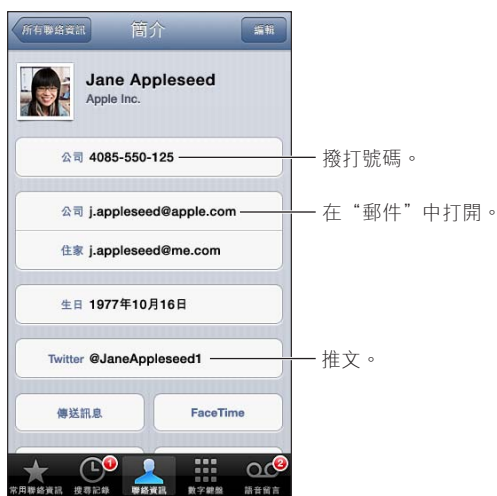 所有聯絡資訊 簡介 編輯
Jane Appleseed
Apple Inc.
公司 4085-550-125 撥打號碼。
公司 j.appleseed@apple.com 在“郵件”中打開。
住家 j.appleseed@me.com
生日 1977年10月16日
Twitter @JaneAppleseed1 推文。
傳送訊息 FaceTime
1 2
常用聯絡資訊 搜尋記錄 聯絡資訊 數字鍵盤 語音留言